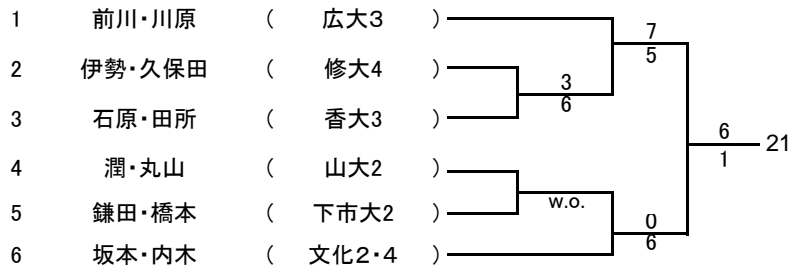 1 前川・川原 ( 広大3 )
7
5
2 伊勢・久保田 ( 修大4 )
3
6
3 石原・田所 ( 香大3 )
6
1
21
4 潤・丸山 ( 山大2 )
w.o.
5 鎌田・橋本 ( 下市大2 )
0
6
6 坂本・内木 ( 文化2・4 )